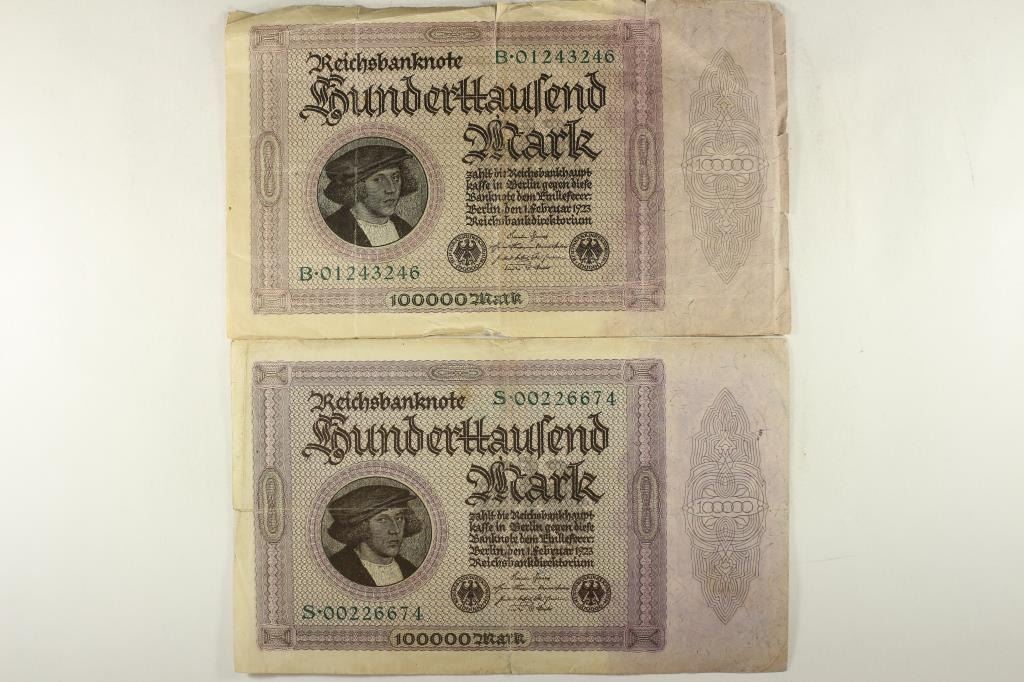 Reichsbanknote B·01243246
Hunderttausend
Mark
zahlt die Reichsbankhaupt
kasse in Berlin gegen diese
Banknote dem Einlieferer:
Berlin, den 1. Februar 1923
Reichsbankdirektorium
B·01243246
100000 Mark
100000
Reichsbanknote S·00226674
Hunderttausend
Mark
zahlt die Reichsbankhaupt
kasse in Berlin gegen diese
Banknote dem Einlieferer:
Berlin, den 1. Februar 1923
Reichsbankdirektorium
S·00226674
100000 Mark
100000